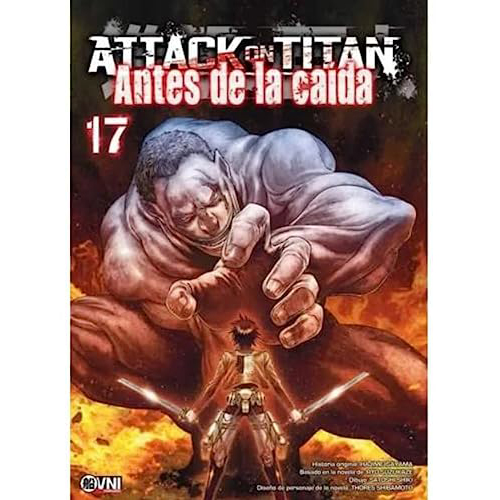 ATTACK ON TITAN
Antes de la caída
17
Historia original: HAJIME ISAYAMA
Basado en la novela de: RYO SUZUKAZE
Dibujo: SATOSHI SHIKI
Diseño de personaje de la novela: THORES SHIBAMOTO
OVNI